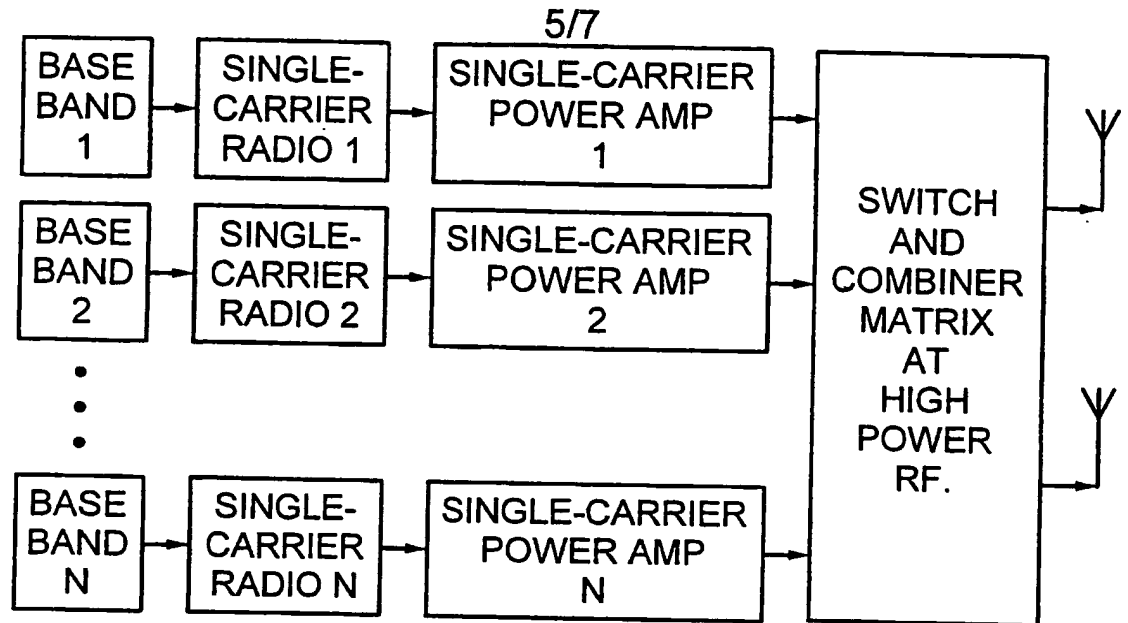 5/7
BASE
BAND
1
SINGLE-
CARRIER
RADIO 1
SINGLE-CARRIER
POWER AMP
1
BASE
BAND
2
SINGLE-
CARRIER
RADIO 2
SINGLE-CARRIER
POWER AMP
2
BASE
BAND
N
SINGLE-
CARRIER
RADIO N
SINGLE-CARRIER
POWER AMP
N
SWITCH
AND
COMBINER
MATRIX
AT
HIGH
POWER
RF.